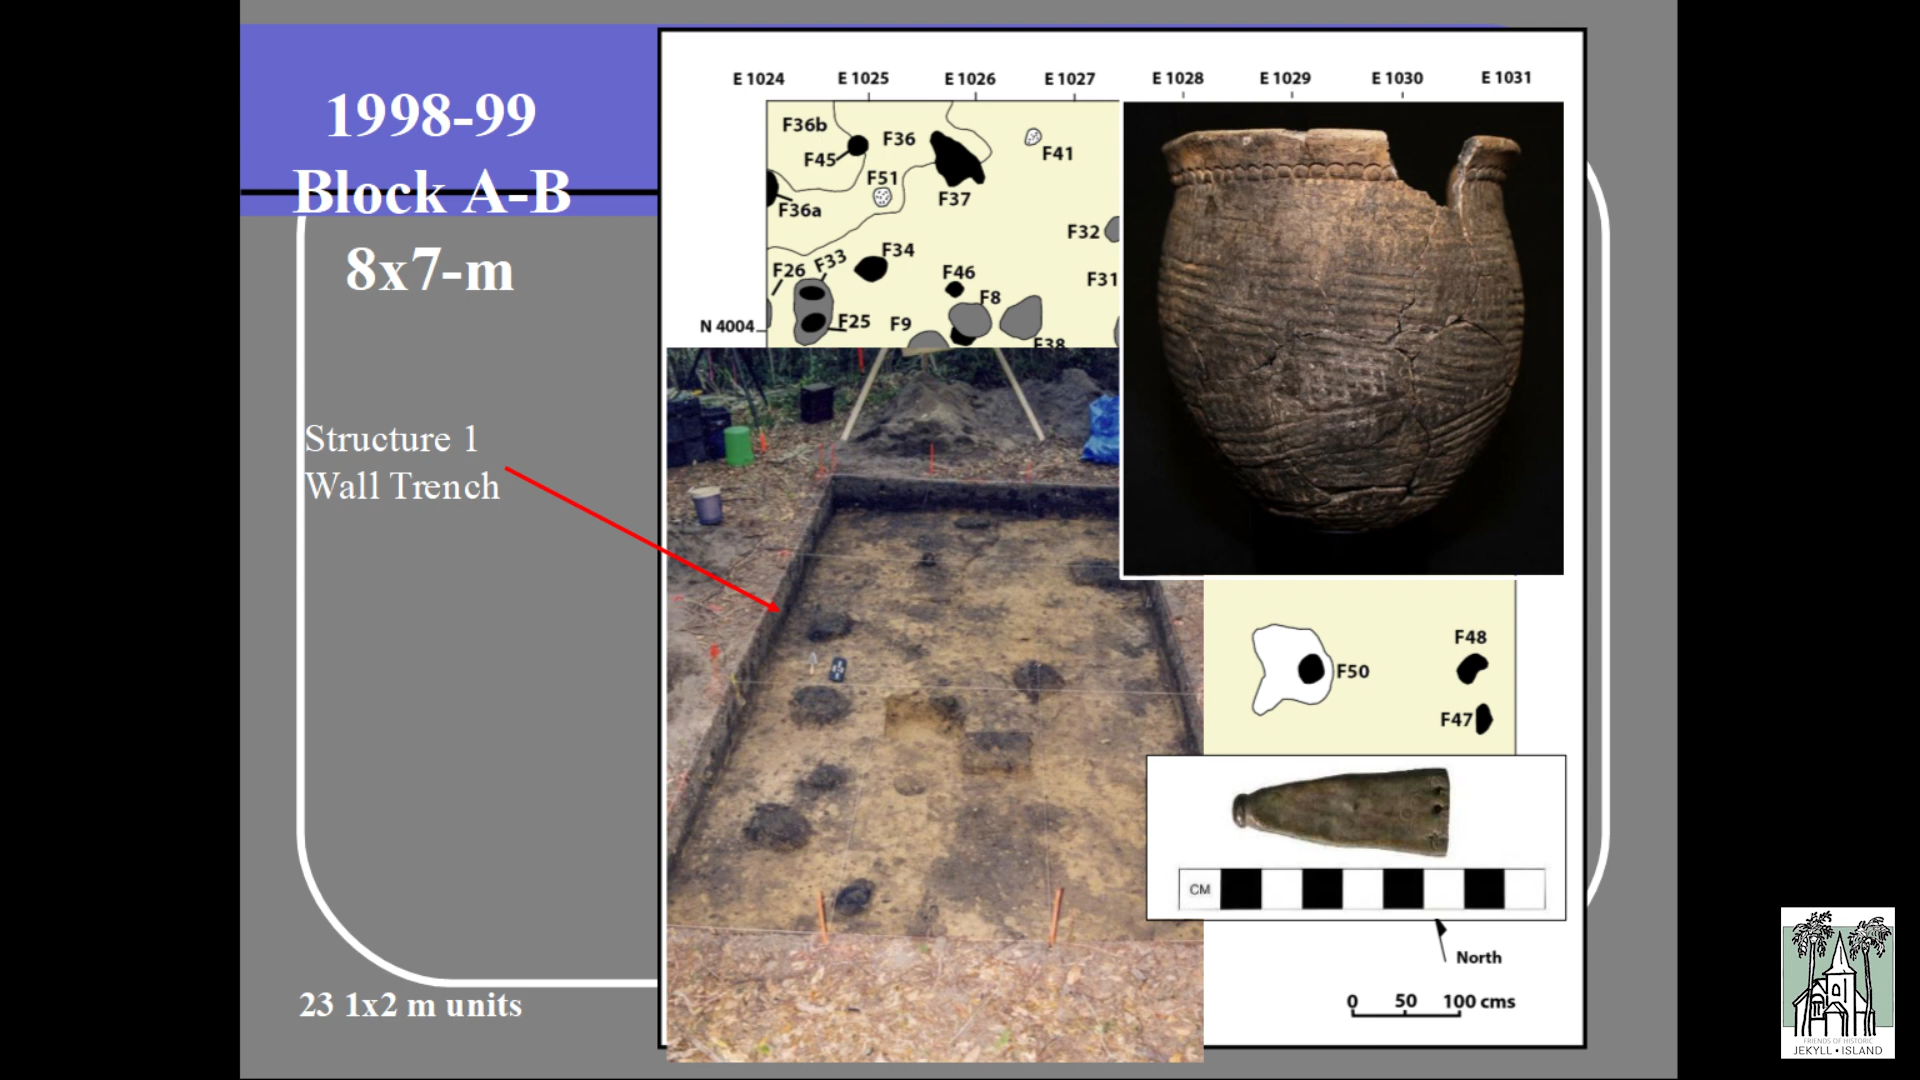 1998-99
Block A-B
8x7-m
Structure 1
Wall Trench
23 1x2 m units
E 1024
E 1025
E 1026
E 1027
E 1028
E 1029
E 1030
E 1031
F36b
F45
F36
F41
F51
F36a
F37
F32
F26
F33
F34
F46
F31
F8
N 4004
F25
F9
F38
F50
F48
F47
CM
North
0 50 100 cms
FRIENDS OF HISTORIC
JEKYLL • ISLAND